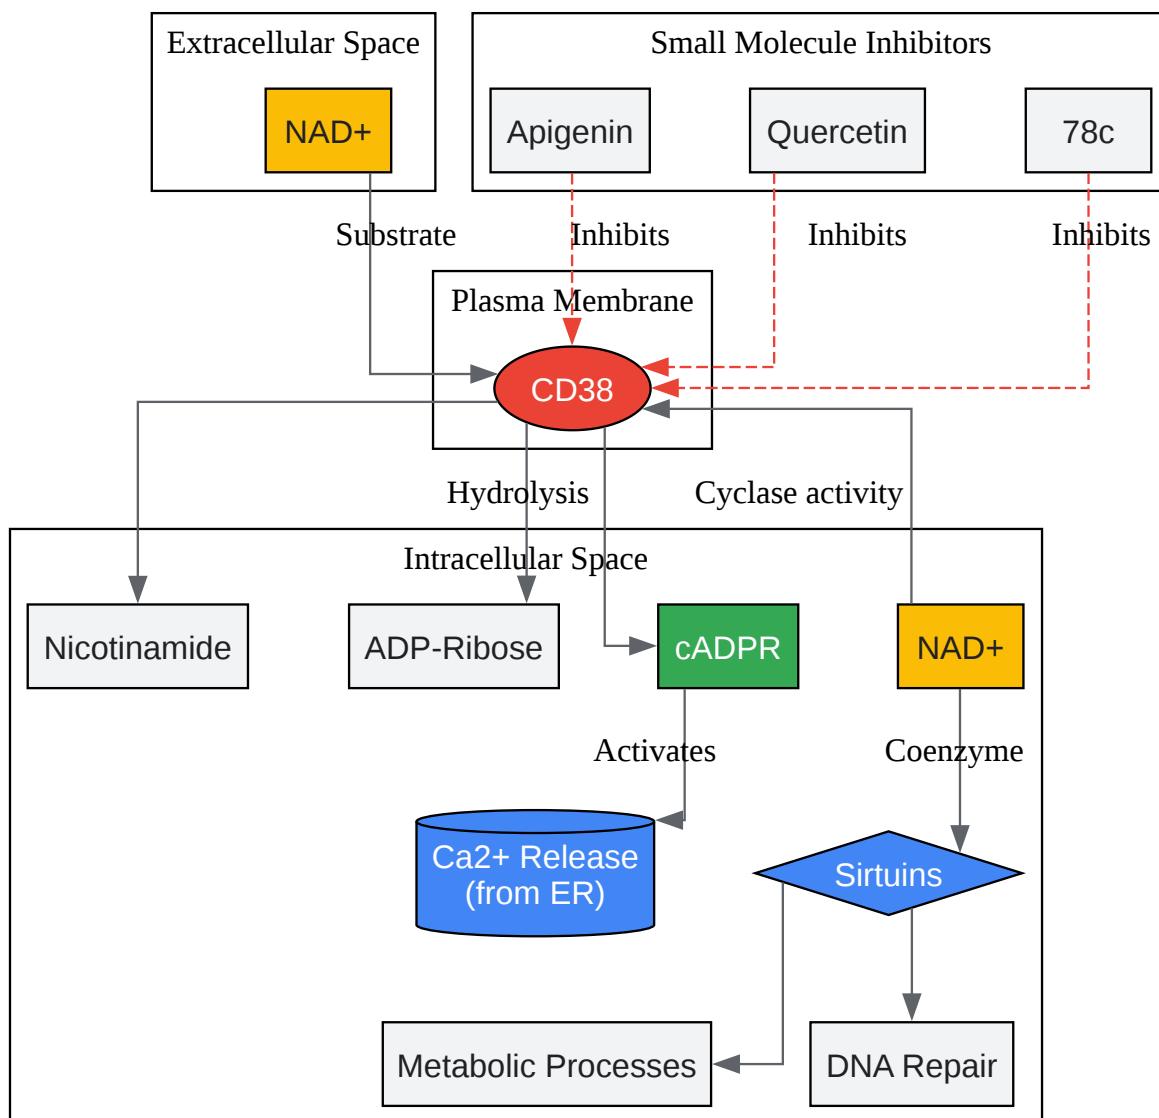 Extracellular Space
Small Molecule Inhibitors
NAD+
Apigenin
Quercetin
78c
Substrate
Inhibits
Inhibits
Inhibits
Plasma Membrane
CD38
Hydrolysis
Cyclase activity
Intracellular Space
Nicotinamide
ADP-Ribose
cADPR
NAD+
Activates
Coenzyme
Ca2+ Release
(from ER)
Sirtuins
Metabolic Processes
DNA Repair